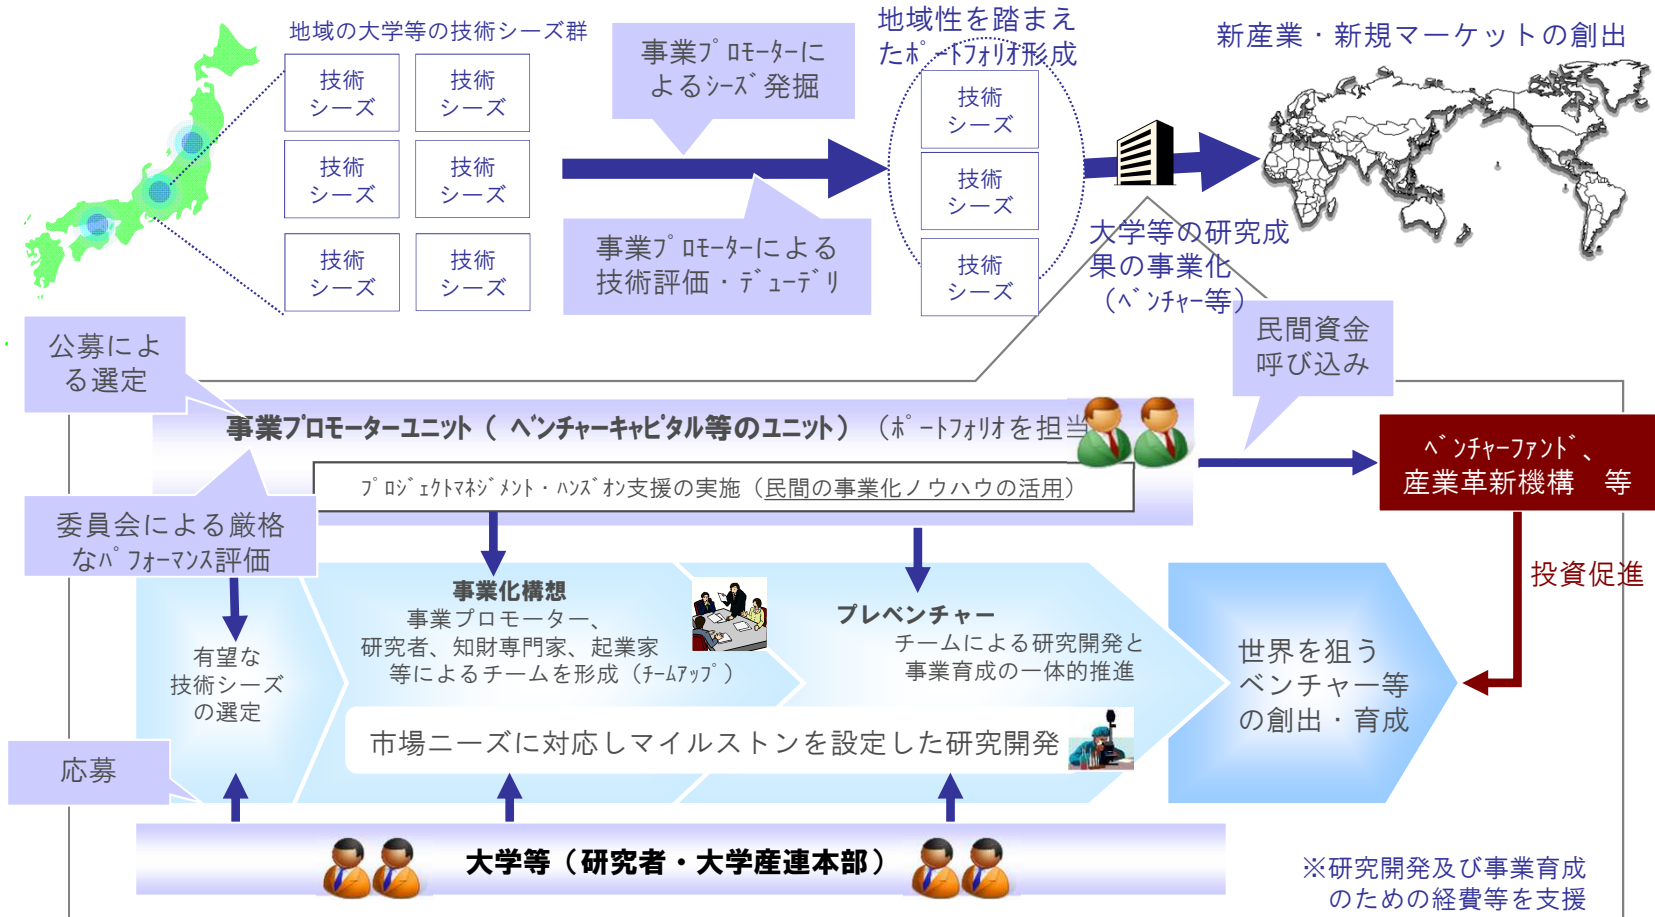 地域の大学等の技術シーズ群
技術
シーズ
技術
シーズ
技術
シーズ
技術
シーズ
技術
シーズ
技術
シーズ
事業ﾌﾟﾛﾓｰﾀｰに
よるｼｰｽﾞ発掘
事業ﾌﾟﾛﾓｰﾀｰによる
技術評価・ﾃﾞｭｰﾃﾞﾘ
地域性を踏まえ
たﾎﾟｰﾄﾌｫﾘｵ形成
技術
シーズ
技術
シーズ
技術
シーズ
新産業・新規マーケットの創出
大学等の研究成
果の事業化
（ﾍﾞﾝﾁｬｰ等）
公募によ
る選定
民間資金
呼び込み
事業プロモーターユニット（ ﾍﾞﾝﾁｬｰｷｬﾋﾟﾀﾙ等のユニット）（ﾎﾟｰﾄﾌｫﾘｵを担当
ﾌﾟﾛｼﾞｪｸﾄﾏﾈｼﾞﾒﾝﾄ・ﾊﾝｽﾞｵﾝ支援の実施（民間の事業化ノウハウの活用）
ﾍﾞﾝﾁｬｰﾌｧﾝﾄﾞ、
産業革新機構　等
委員会による厳格
なﾊﾟﾌｫｰﾏﾝｽ評価
投資促進
有望な
技術シーズ
の選定
事業化構想
事業プロモーター、
研究者、知財専門家、起業家
等によるチームを形成（ﾁｰﾑｱｯﾌﾟ）
プレベンチャー
チームによる研究開発と
事業育成の一体的推進
世界を狙う
ベンチャー等
の創出・育成
市場ニーズに対応しマイルストンを設定した研究開発
応募
大学等（研究者・大学産連本部）
※研究開発及び事業育成
のための経費等を支援